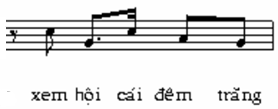 xem hội cái đêm trăng